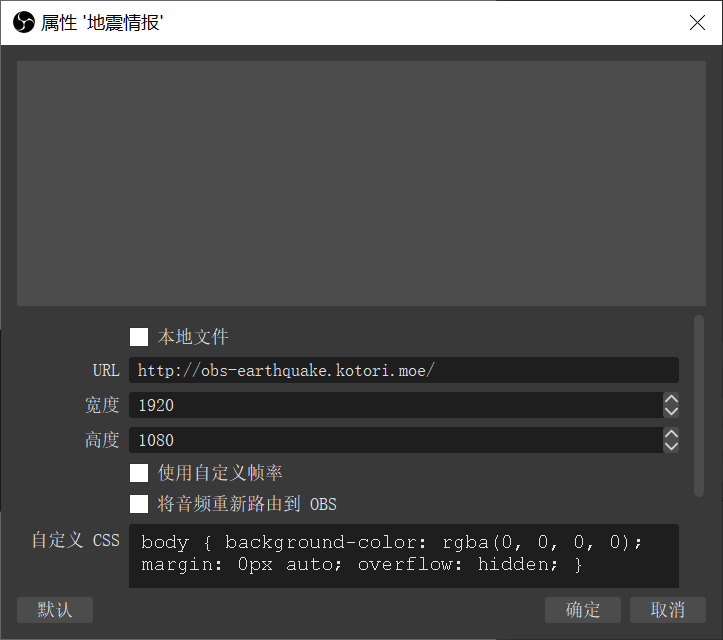 属性 '地震情报'
本地文件
URL http://obs-earthquake.kotori.moe/
宽度 1920
高度 1080
使用自定义帧率
将音频重新路由到 OBS
自定义 CSS body { background-color: rgba(0, 0, 0, 0);
margin: 0px auto; overflow: hidden; }
默认 确定 取消